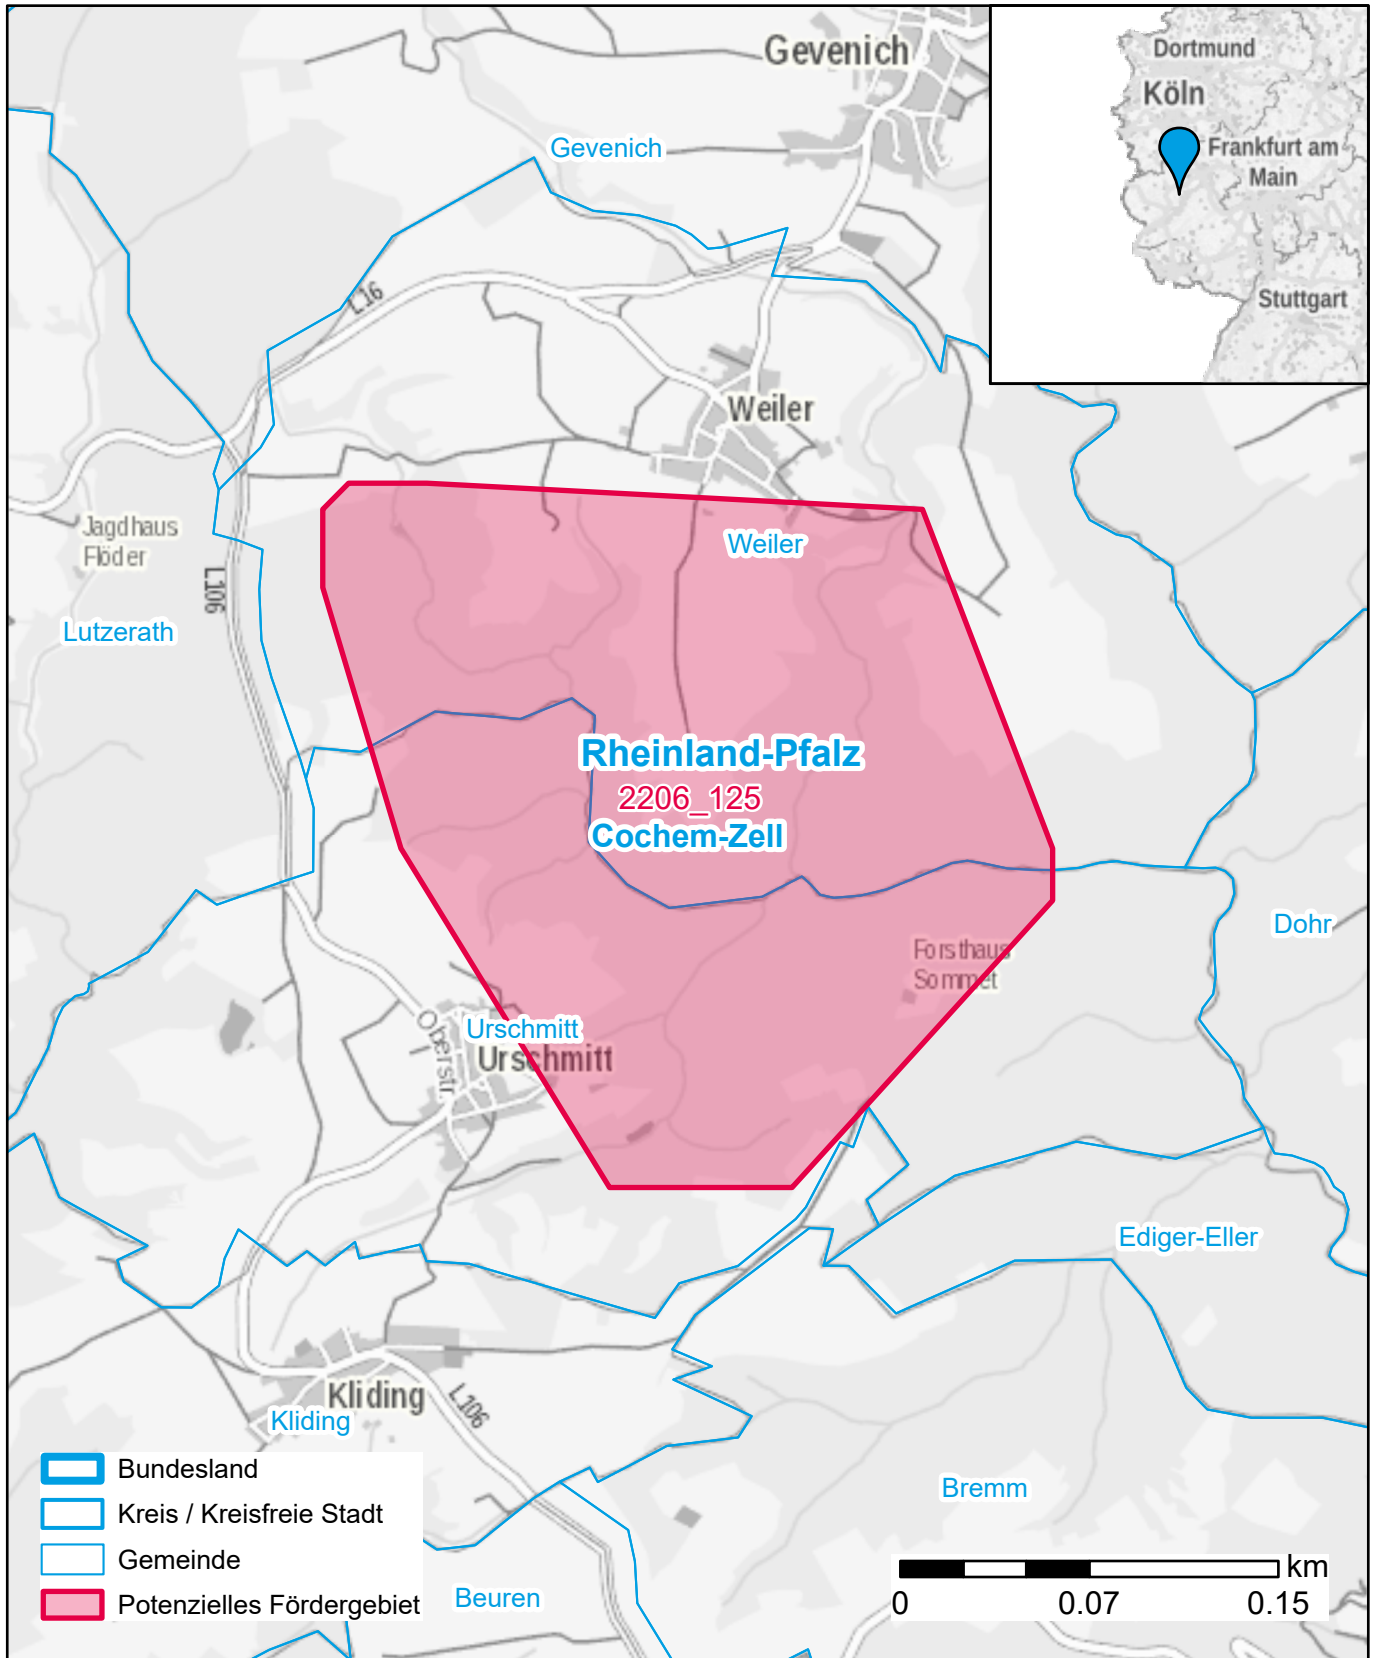 Gevenich
Gevenich
Dortmund
Köln
Frankfurt am
Main
Stuttgart
L16
Weiler
Jagdhaus
Flöder
L106
Weiler
Lutzerath
Rheinland-Pfalz
2206_125
Cochem-Zell
Dohr
Forsthaus
Sommet
Oberstr.
Urschmitt
Urschmitt
Ediger-Eller
Kliding
L106
Kliding
Bremm
Beuren
Bundesland
Kreis / Kreisfreie Stadt
Gemeinde
Potenzielles Fördergebiet
km
0 0.07 0.15